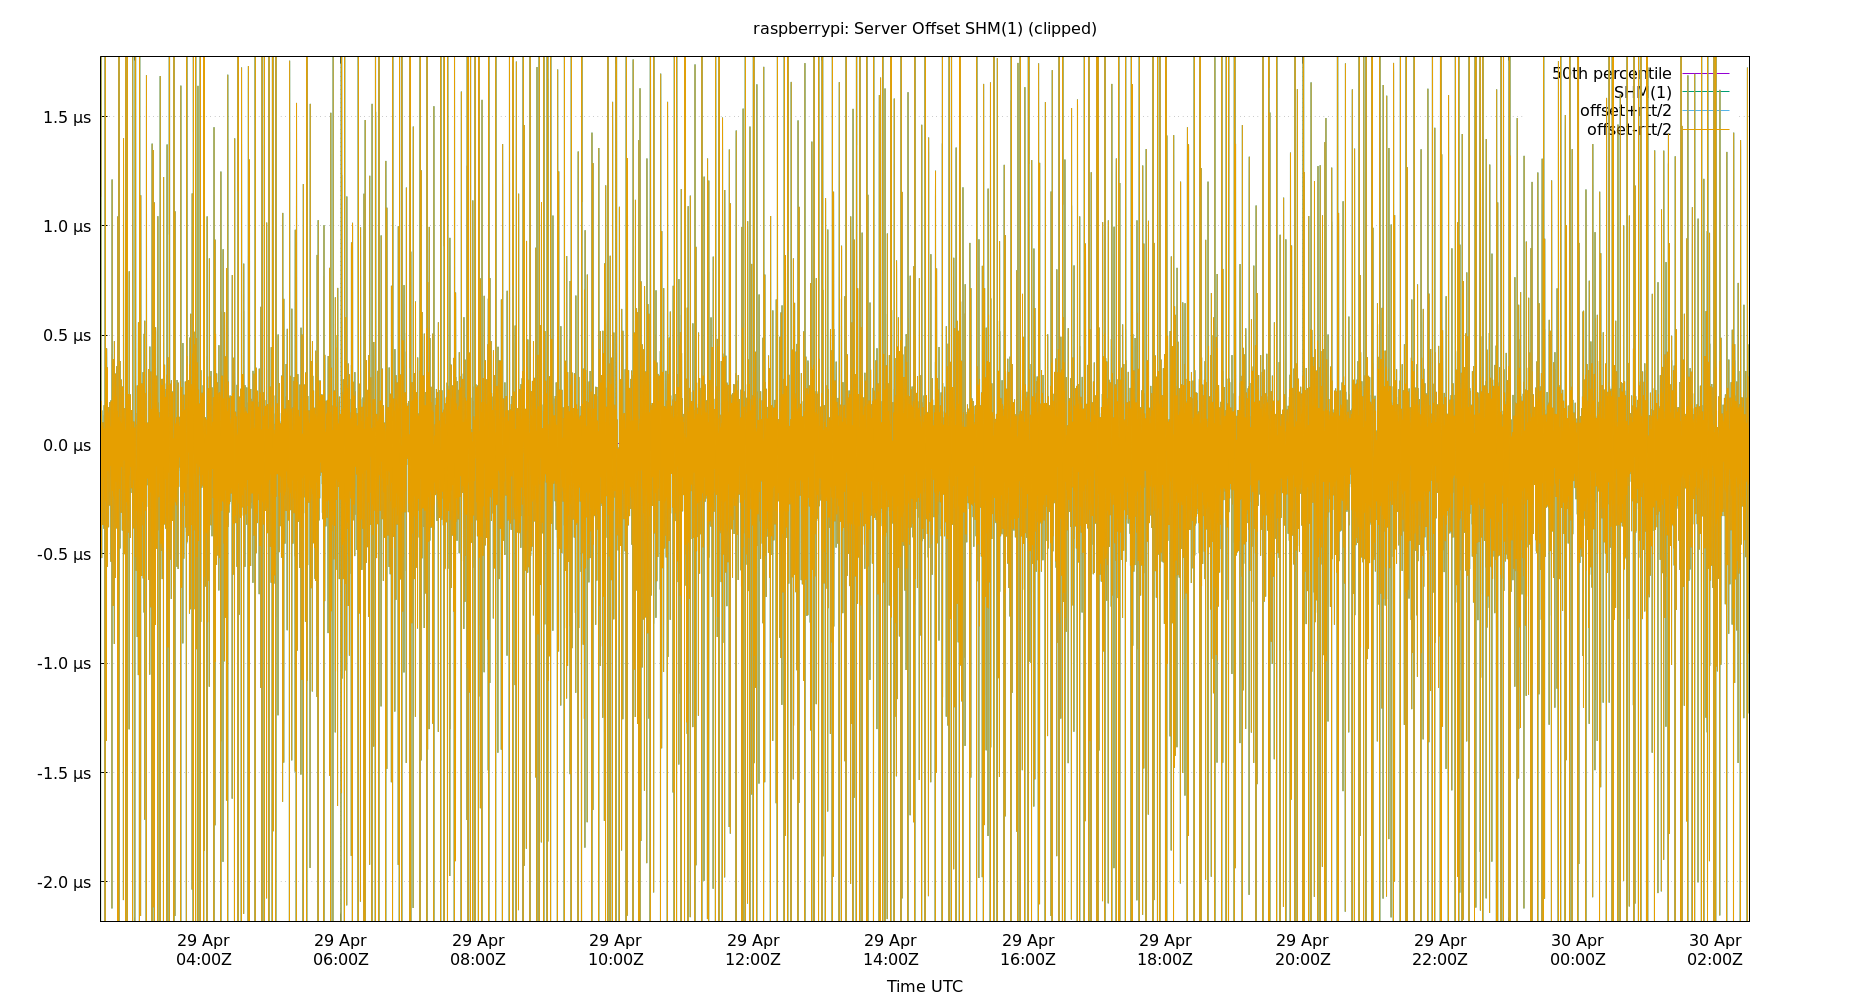 raspberrypi: Server Offset SHM(1) (clipped)
50th percentile
SHM(1)
offset+rtt/2
offset-rtt/2
1.5 µs
1.0 µs
0.5 µs
0.0 µs
-0.5 µs
-1.0 µs
-1.5 µs
-2.0 µs
29 Apr 29 Apr 29 Apr 29 Apr 29 Apr 29 Apr 29 Apr 29 Apr 29 Apr 29 Apr 30 Apr 30 Apr
04:00Z 06:00Z 08:00Z 10:00Z 12:00Z 14:00Z 16:00Z 18:00Z 20:00Z 22:00Z 00:00Z 02:00Z
Time UTC